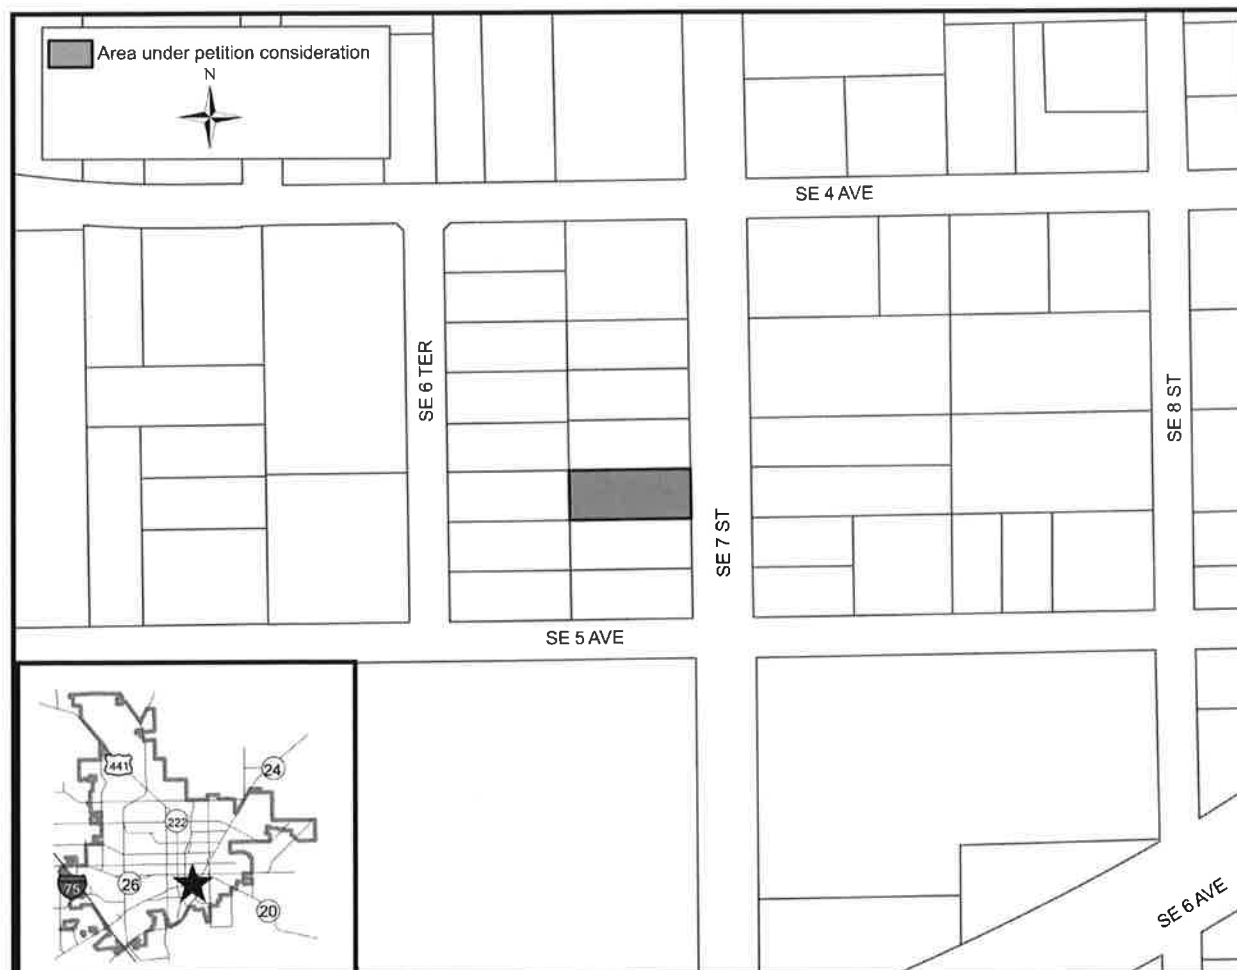 Area under petition consideration
N
SE 4 AVE
SE 6 TER
SE 8 ST
SE 7 ST
SE 5 AVE
441
24
222
75
26
20
SE 6 AVE